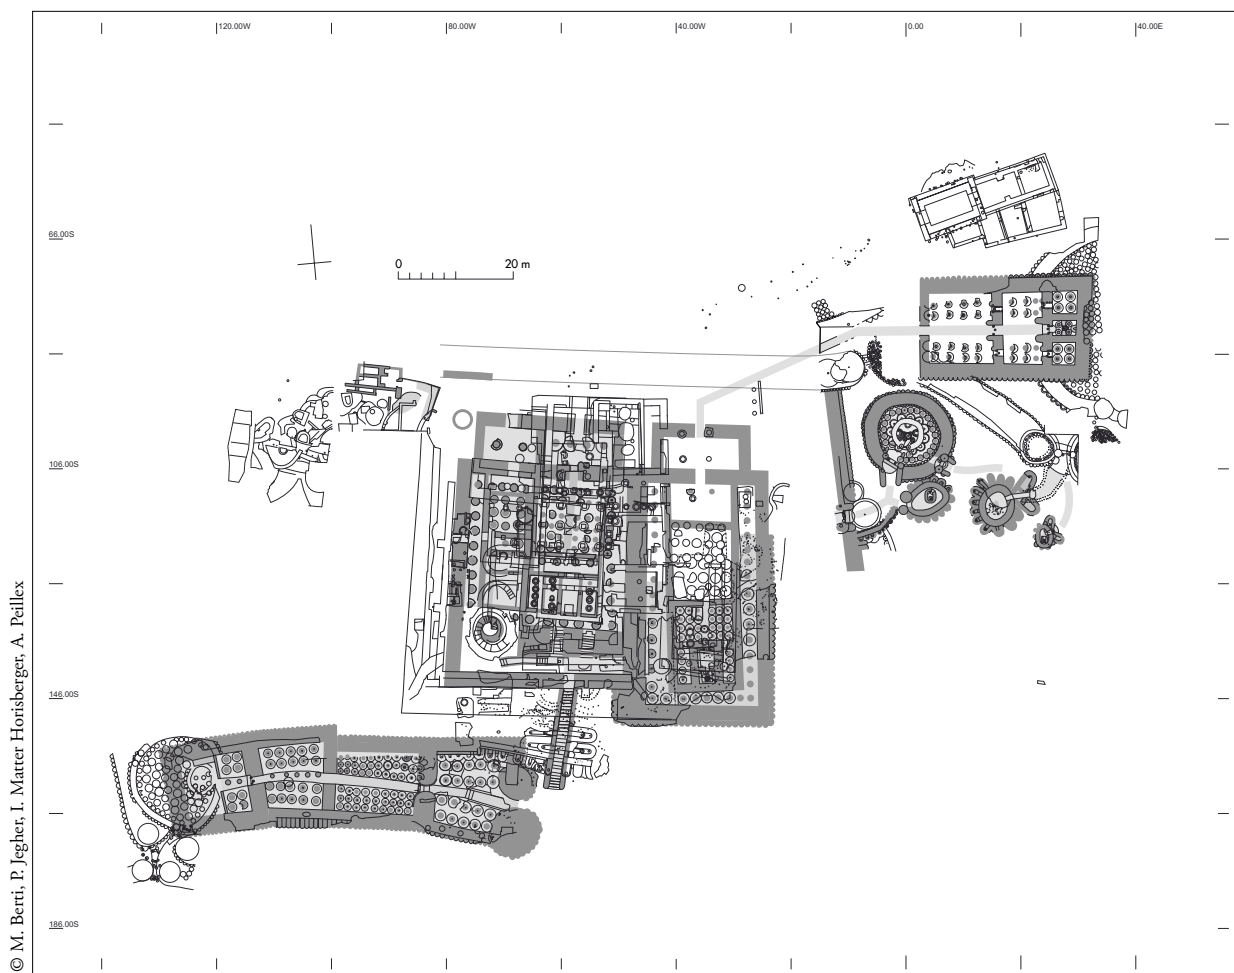 120.00W
80.00W
40.00W
0.00
40.00E
66.00S
0
20 m
106.00S
146.00S
186.00S
© M. Berti, P. Jegher, I. Matter Horisberger, A. Peillex